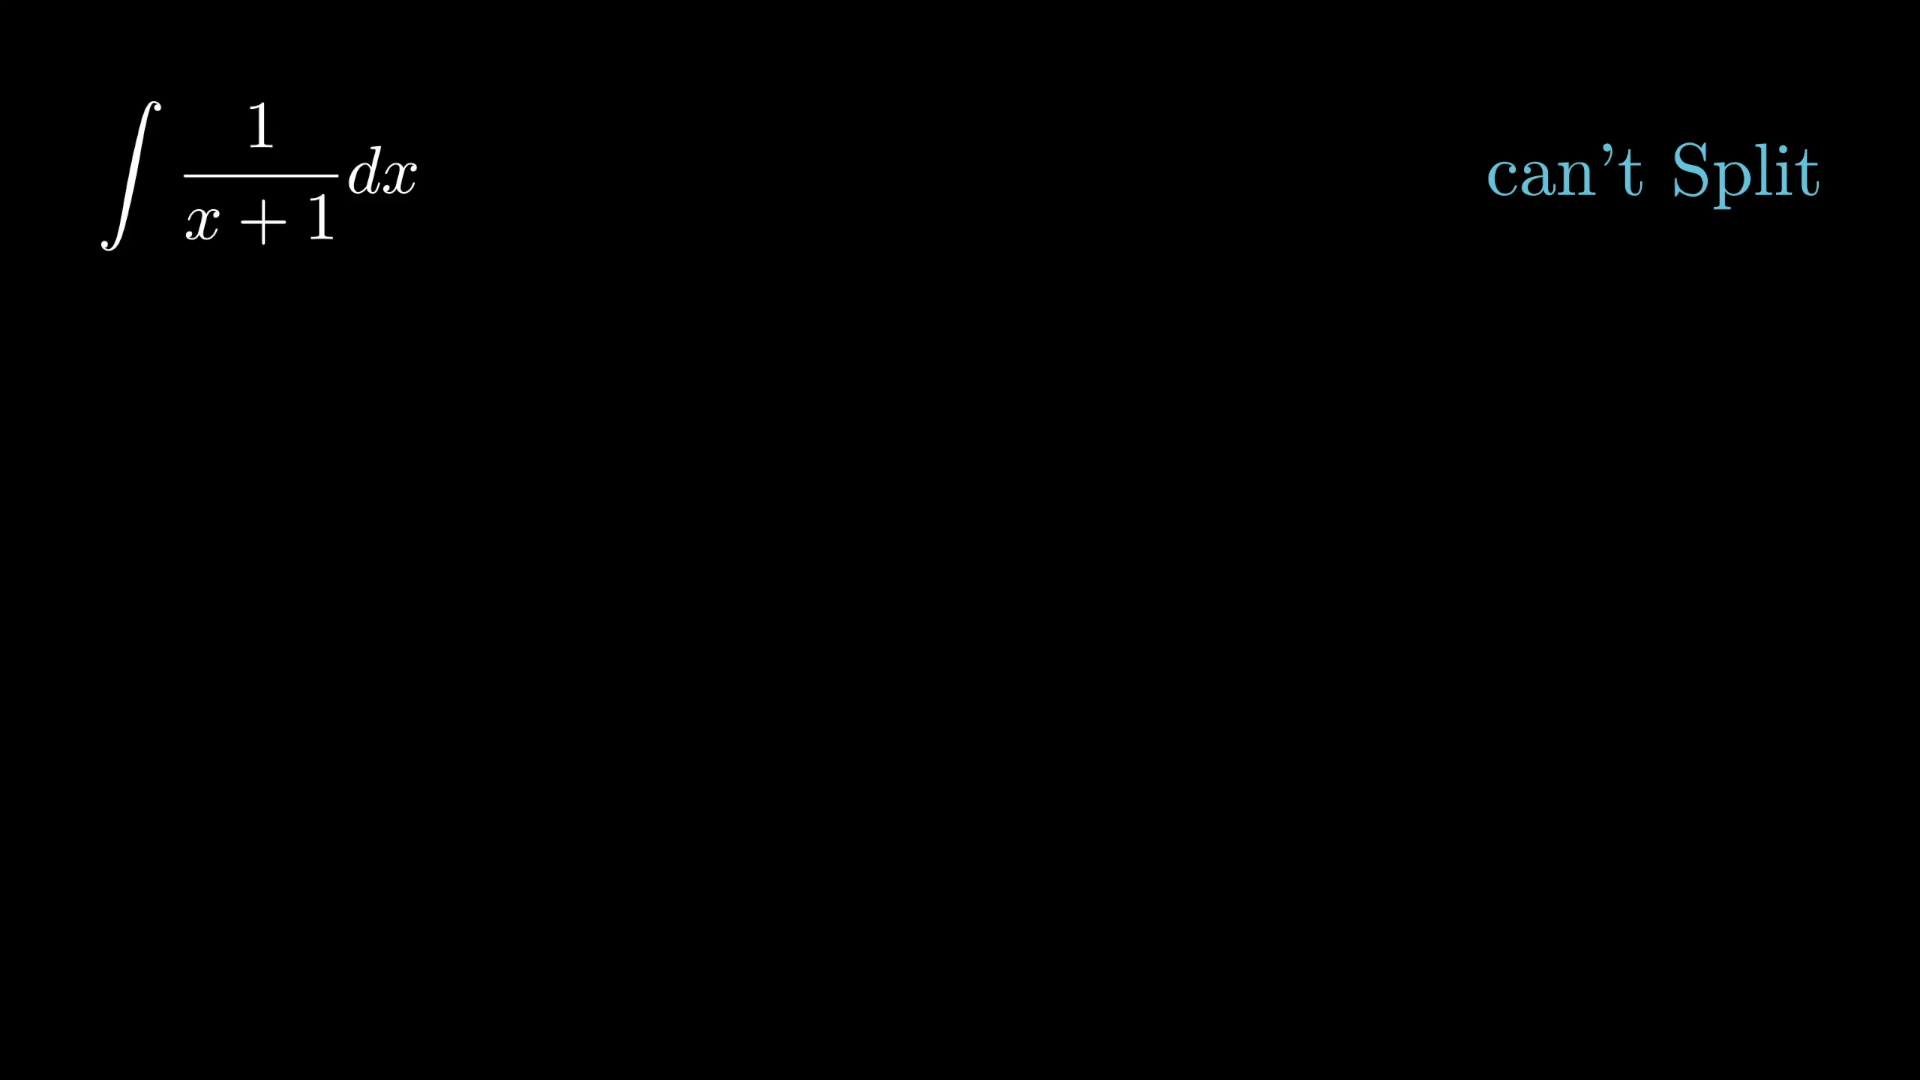 ∫ 1/(x + 1) dx can’t Split